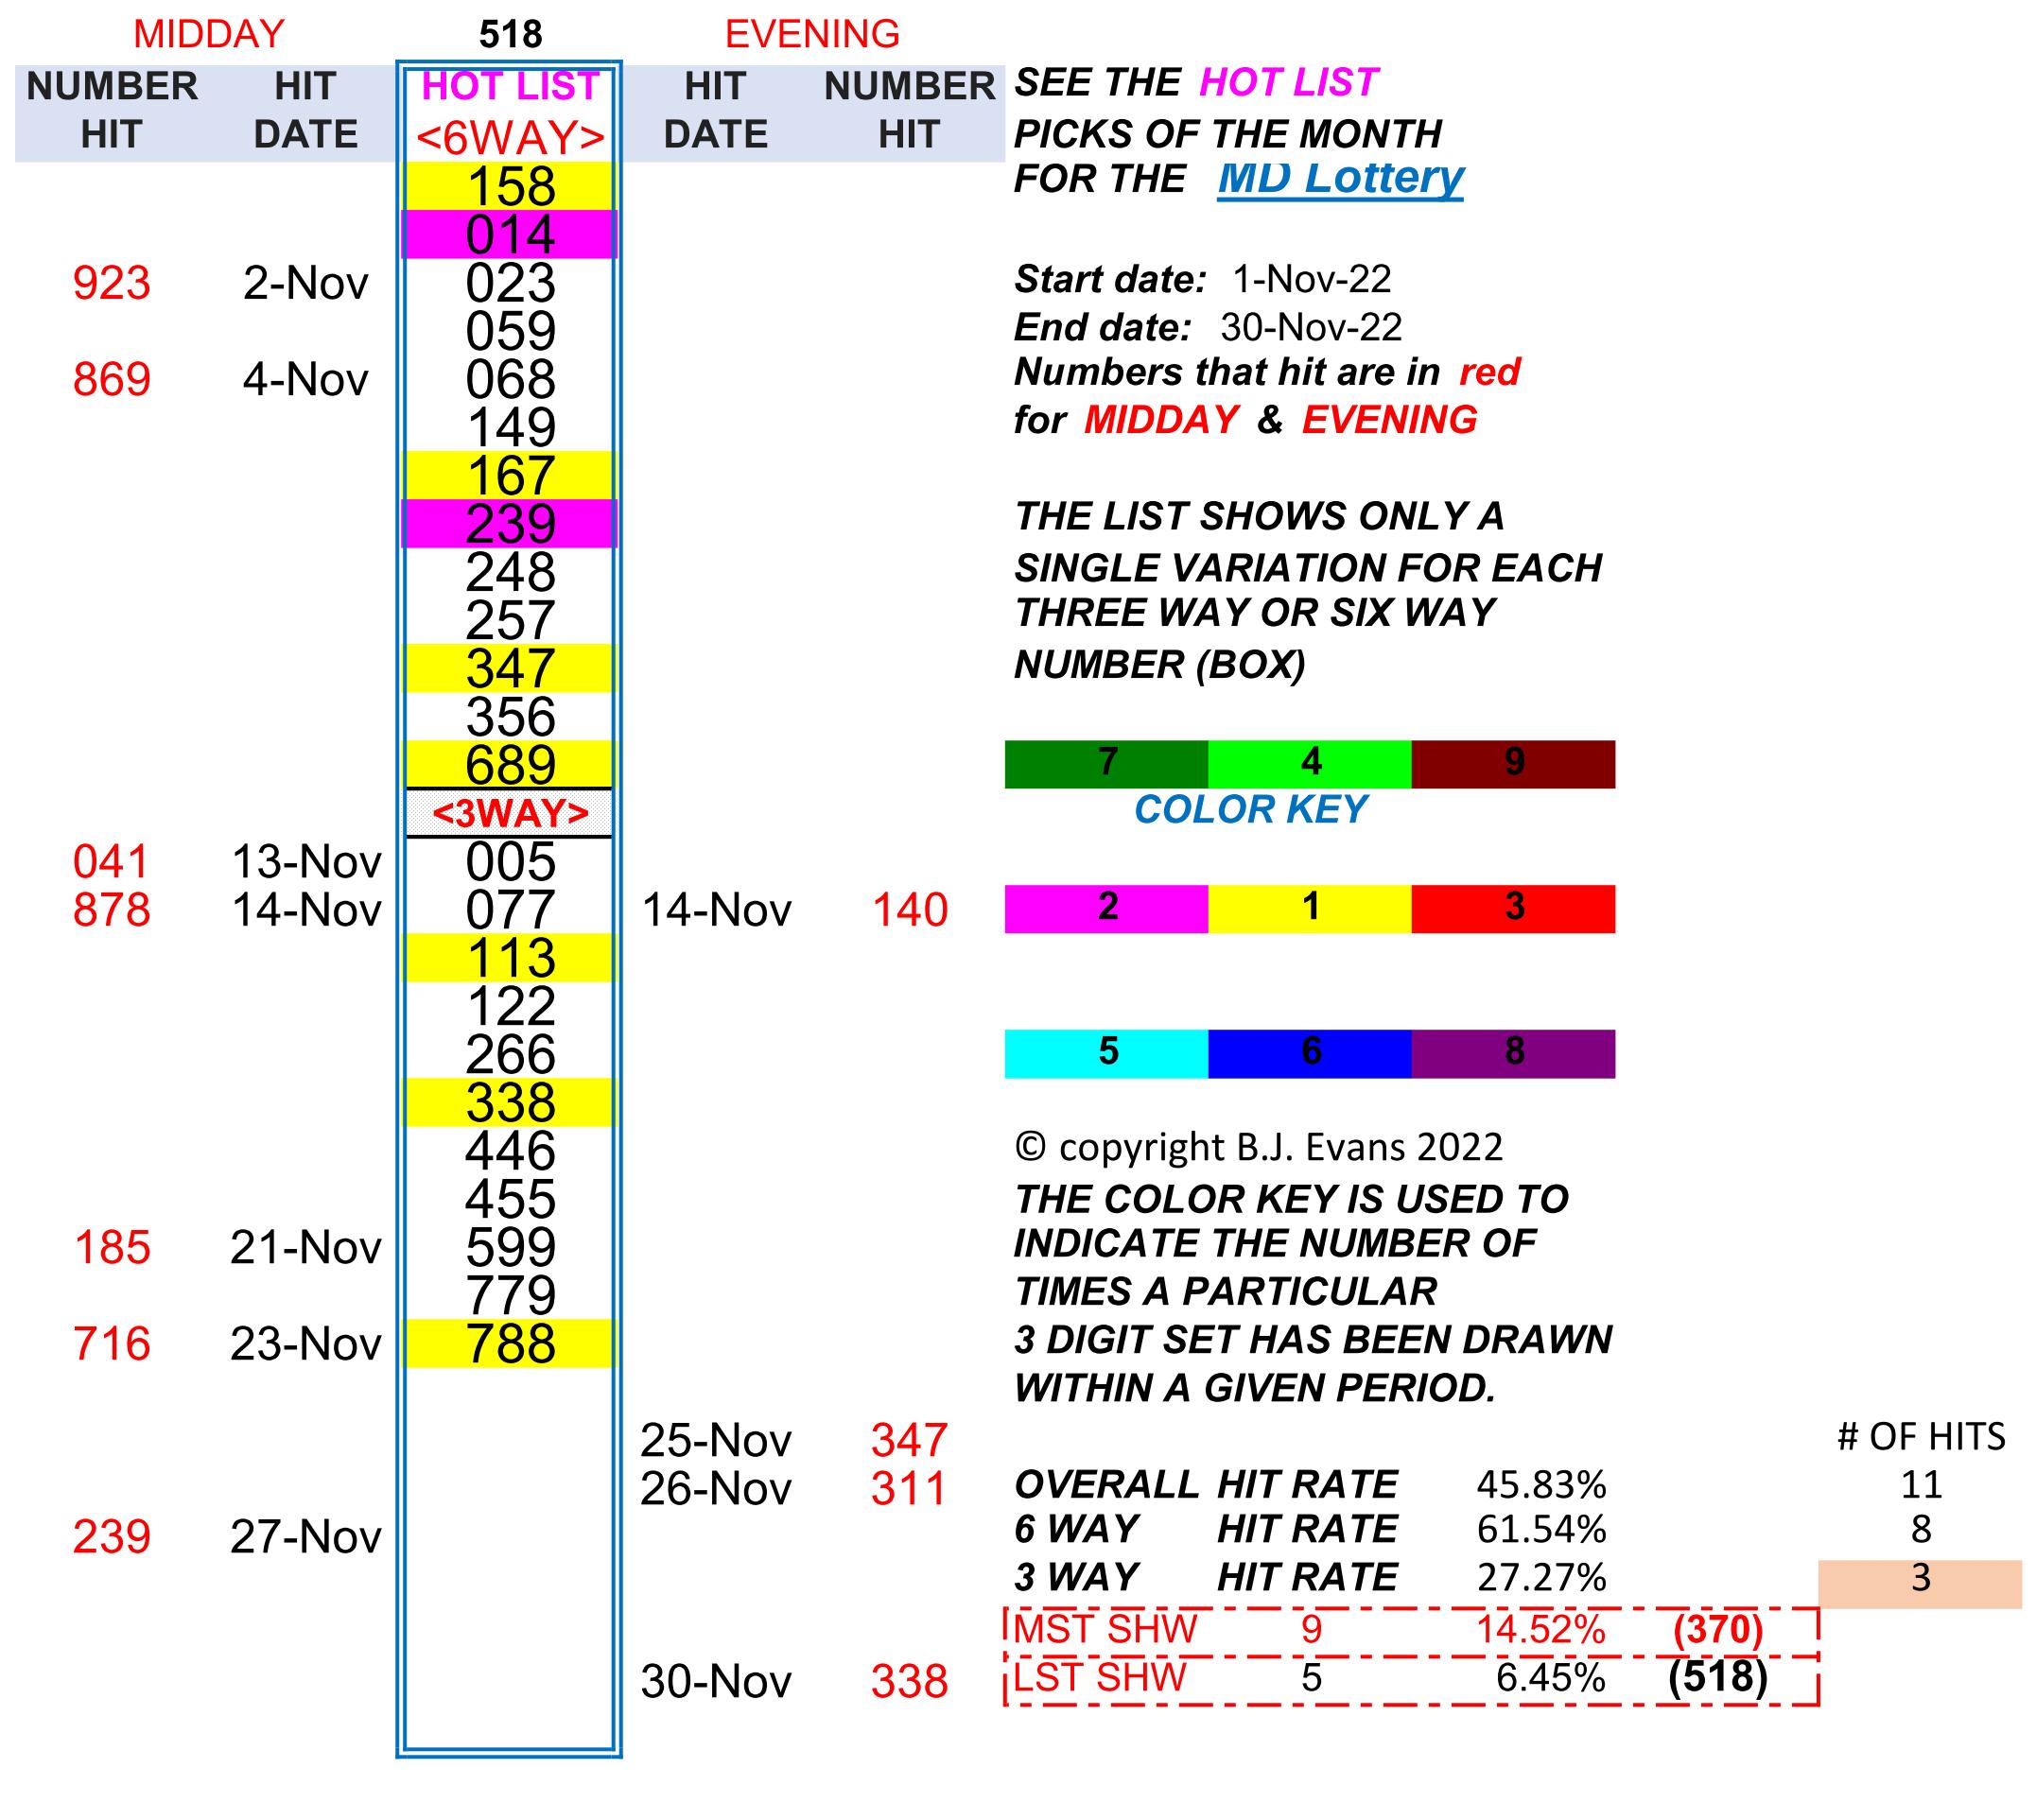 MIDDAY 518 EVENING
NUMBER HIT HOT LIST HIT NUMBER SEE THE HOT LIST
HIT DATE <6WAY> DATE HIT PICKS OF THE MONTH
158 FOR THE MD Lottery
014
923 2-Nov 023 Start date: 1-Nov-22
059 End date: 30-Nov-22
869 4-Nov 068 Numbers that hit are in red
149 for MIDDAY & EVENING
167
239 THE LIST SHOWS ONLY A
248 SINGLE VARIATION FOR EACH
257 THREE WAY OR SIX WAY
347 NUMBER (BOX)
356
689 7 4 9
<3WAY> COLOR KEY
041 13-Nov 005
878 14-Nov 077 14-Nov 140 2 1 3
113
122
266 5 6 8
338
446 © copyright B.J. Evans 2022
455 THE COLOR KEY IS USED TO
185 21-Nov 599 INDICATE THE NUMBER OF
779 TIMES A PARTICULAR
716 23-Nov 788 3 DIGIT SET HAS BEEN DRAWN
WITHIN A GIVEN PERIOD.
25-Nov 347 # OF HITS
26-Nov 311 OVERALL HIT RATE 45.83% 11
239 27-Nov 6 WAY HIT RATE 61.54% 8
3 WAY HIT RATE 27.27% 3
MST SHW 9 14.52% (370)
30-Nov 338 LST SHW 5 6.45% (518)